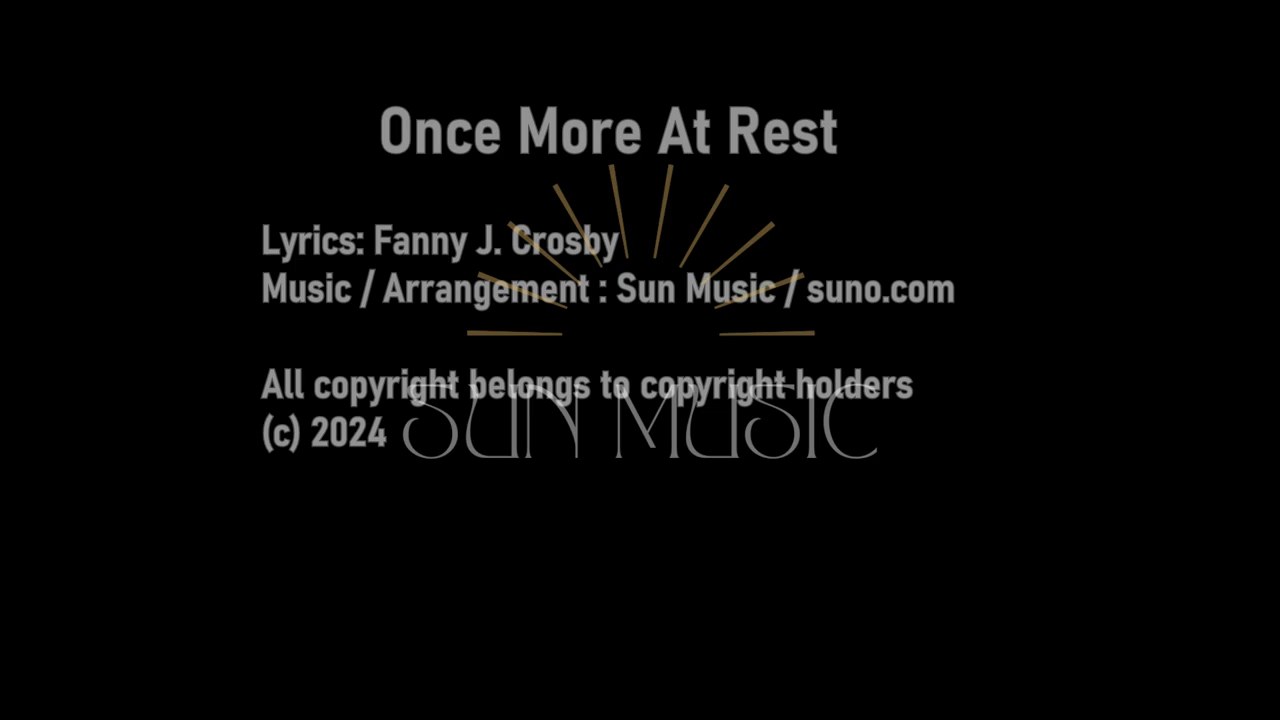 Once More At Rest
Lyrics: Fanny J. Crosby
Music / Arrangement : Sun Music / suno.com
All copyright belongs to copyright holders
(c) 2024
SUN MUSIC